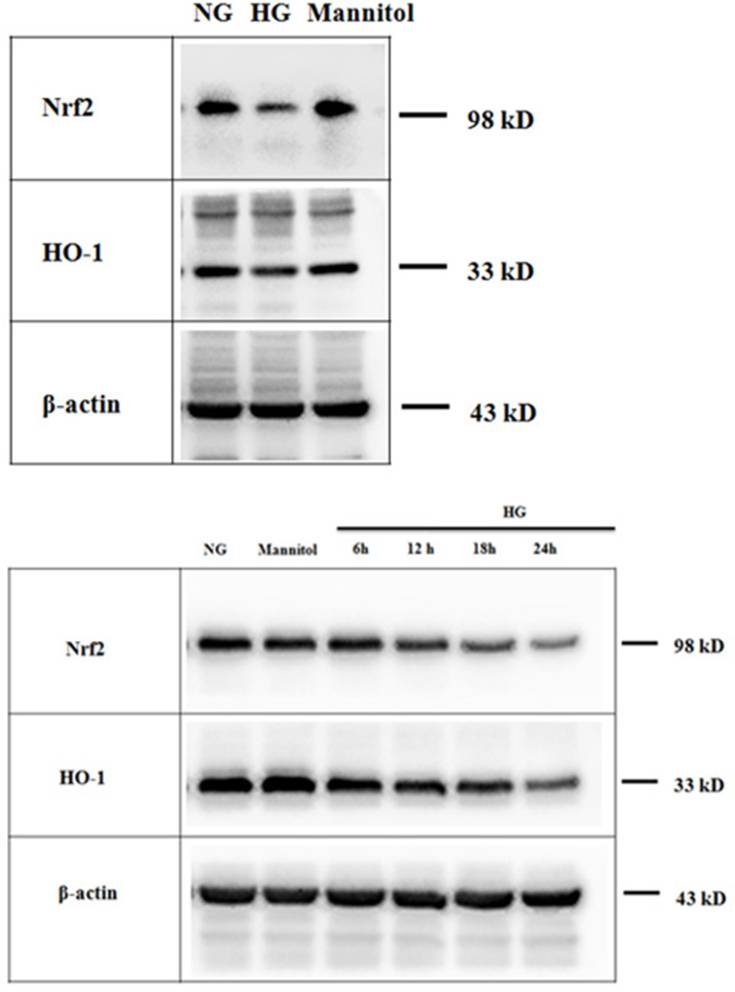 NG HG Mannitol
Nrf2
98 kD
HO-1
33 kD
β-actin
43 kD
HG
NG Mannitol 6h 12 h 18h 24h
Nrf2
98 kD
HO-1
33 kD
β-actin
43 kD